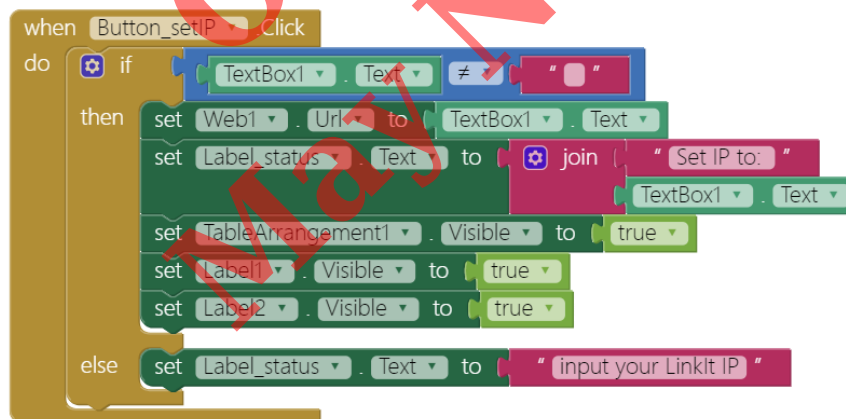 when Button_setIP .Click
do if TextBox1 . Text ≠ " "
then set Web1 . Url to TextBox1 . Text
set Label_status . Text to join " Set IP to: "
TextBox1 . Text
set TableArrangement1 . Visible to true
set Label1 . Visible to true
set Label2 . Visible to true
else set Label_status . Text to " input your LinkIt IP "
May